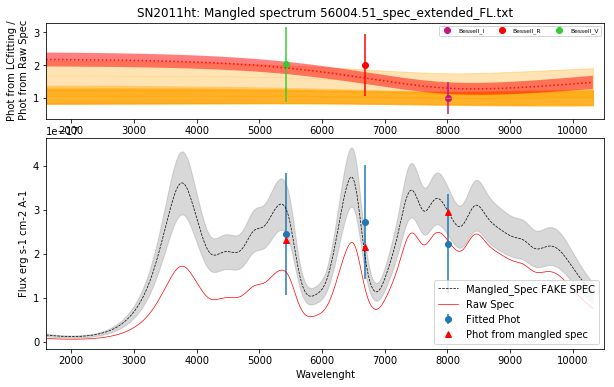 SN2011ht: Mangled spectrum 56004.51_spec_extended_FL.txt
Phot from LCfitting /
Phot from Raw Spec
3
2
1
Bessell_I
Bessell_R
Bessell_V
2000
3000
4000
5000
6000
7000
8000
9000
10000
1e−17
Flux erg s-1 cm-2 A-1
4
3
2
1
0
Mangled_Spec FAKE SPEC
Raw Spec
Fitted Phot
Phot from mangled spec
2000
3000
4000
5000
6000
7000
8000
9000
10000
Wavelenght